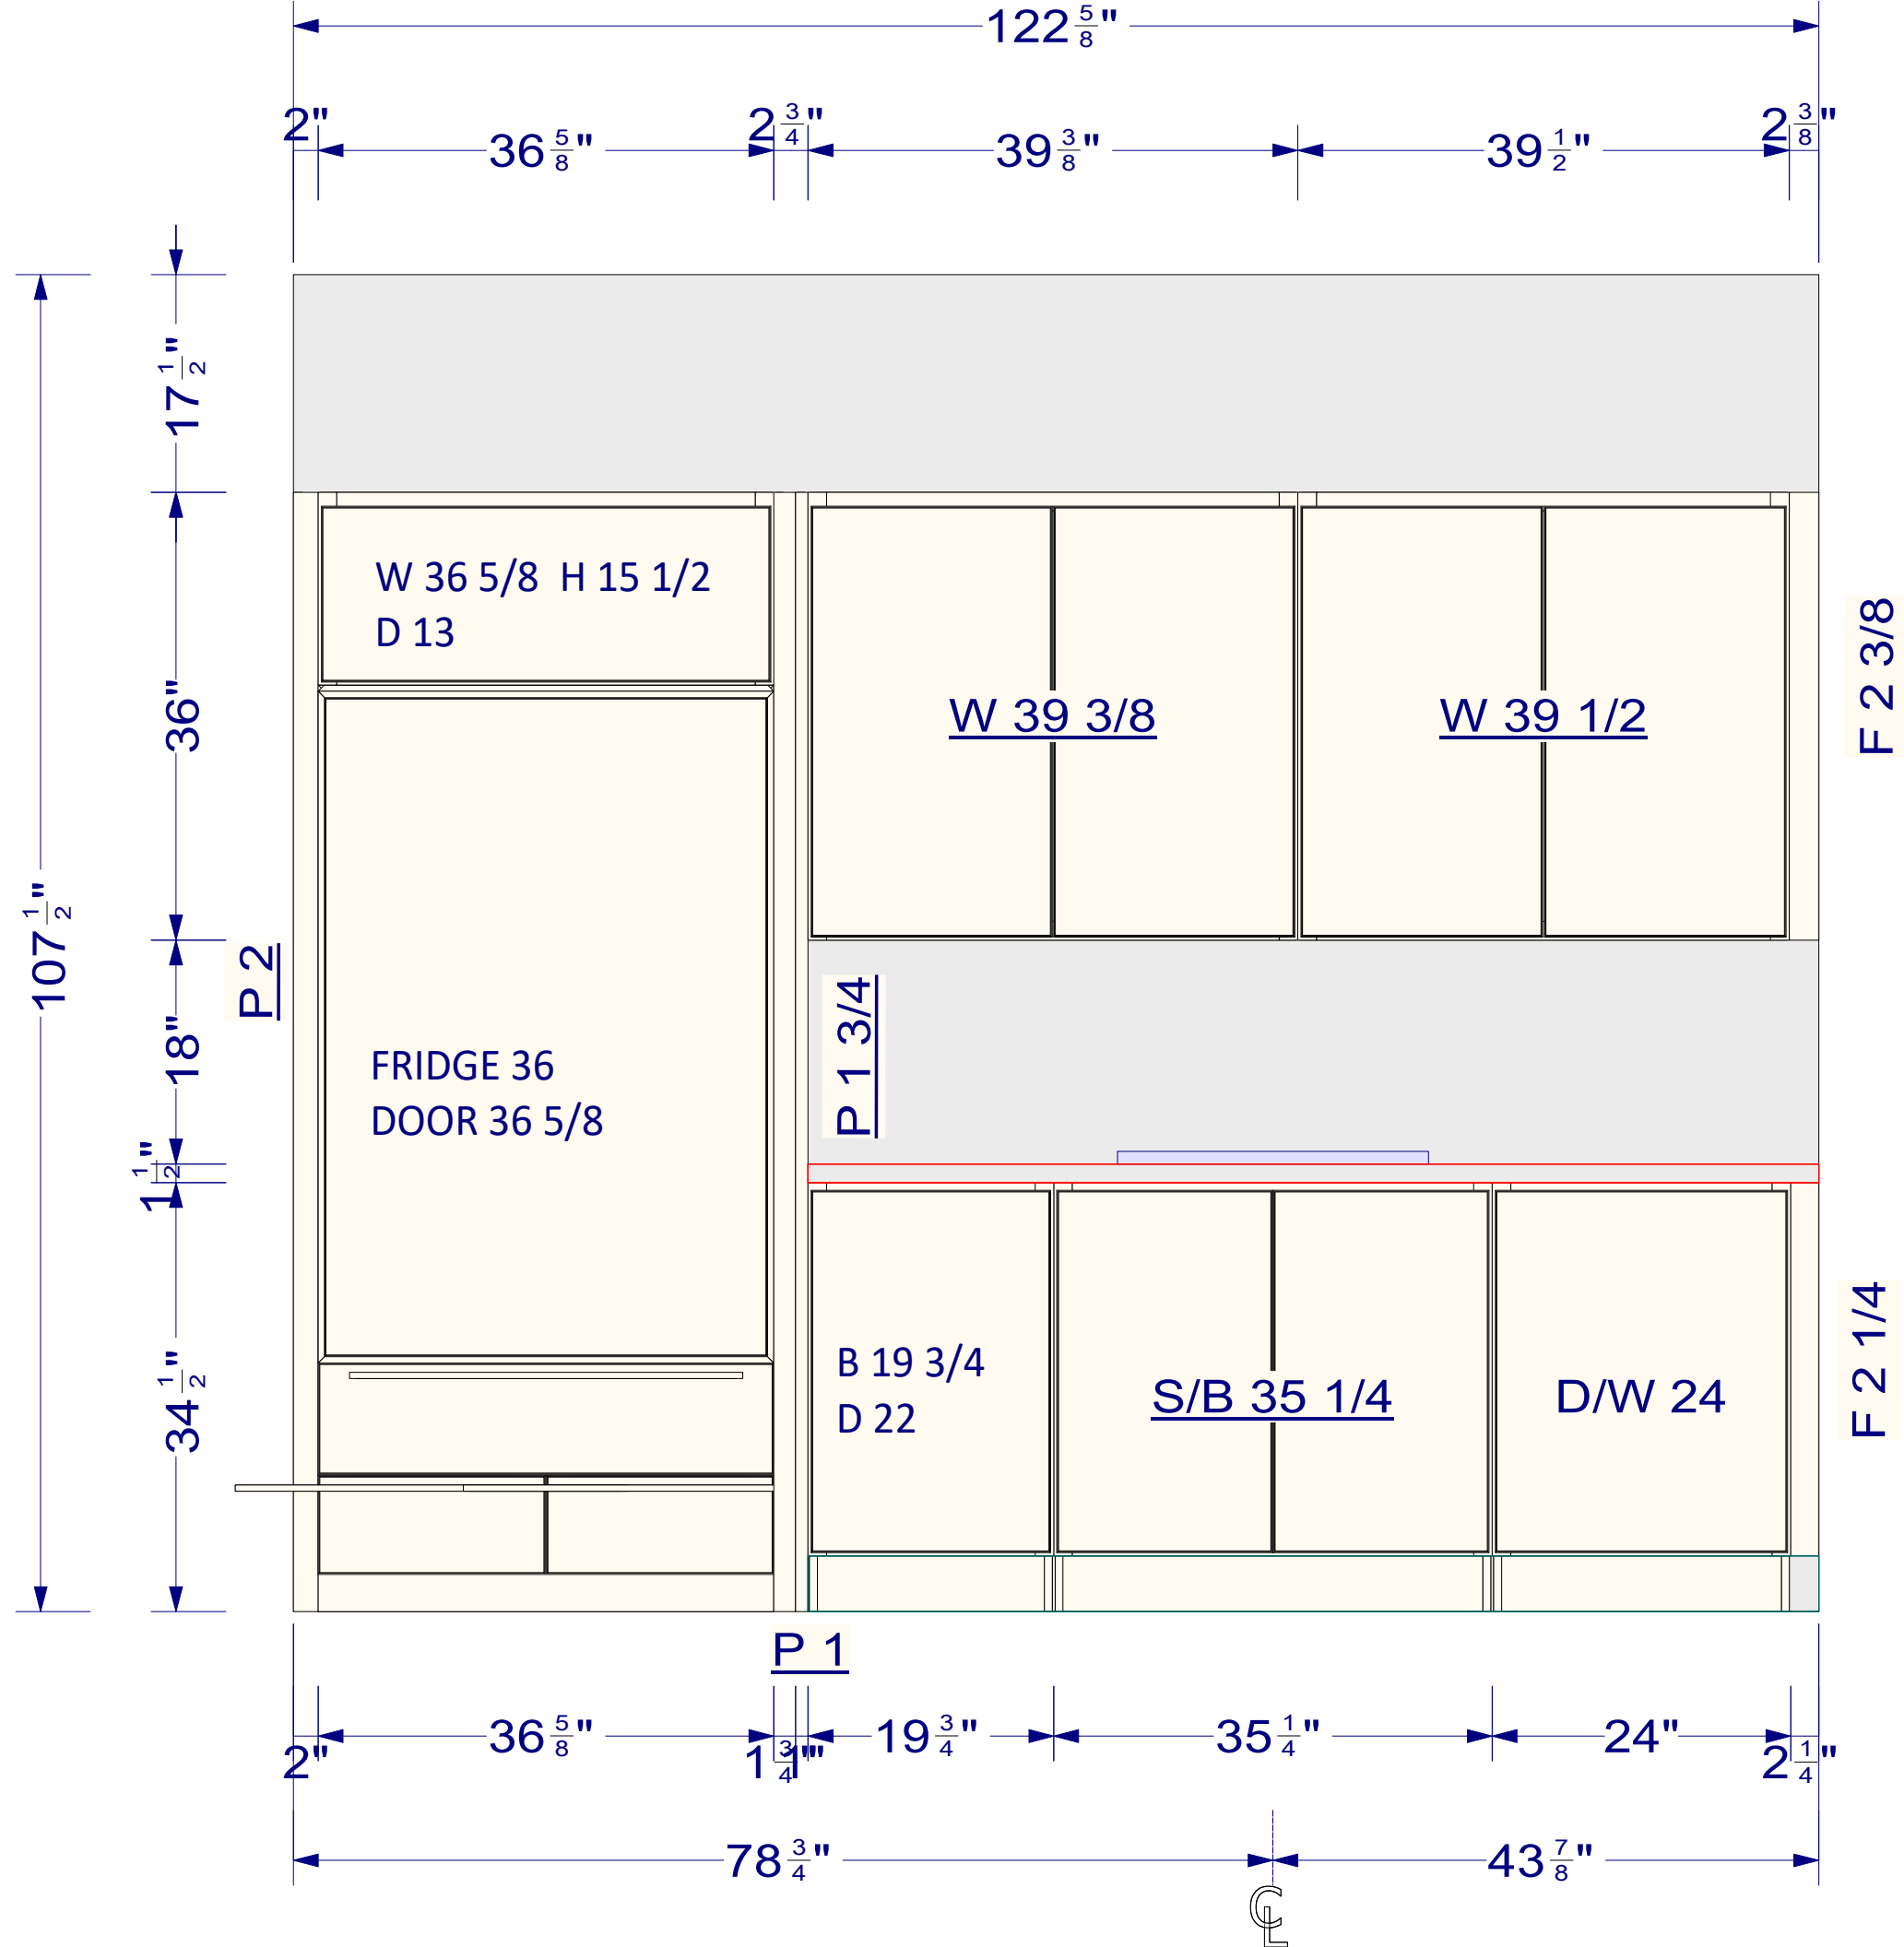 122 5/8"
2" 36 5/8" 2 3/4" 39 3/8" 39 1/2" 2 3/8"
17 1/2"
36"
18"
1 1/2"
34 1/2"
107 1/2"
W 36 5/8 H 15 1/2
D 13
W 39 3/8
W 39 1/2
F 2 3/8
P 2
P 1 3/4
FRIDGE 36
DOOR 36 5/8
B 19 3/4
D 22
S/B 35 1/4
D/W 24
F 2 1/4
P 1
2" 36 5/8" 1 3/4" 1" 19 3/4" 35 1/4" 24" 2 1/4"
78 3/4" 43 7/8"
CL